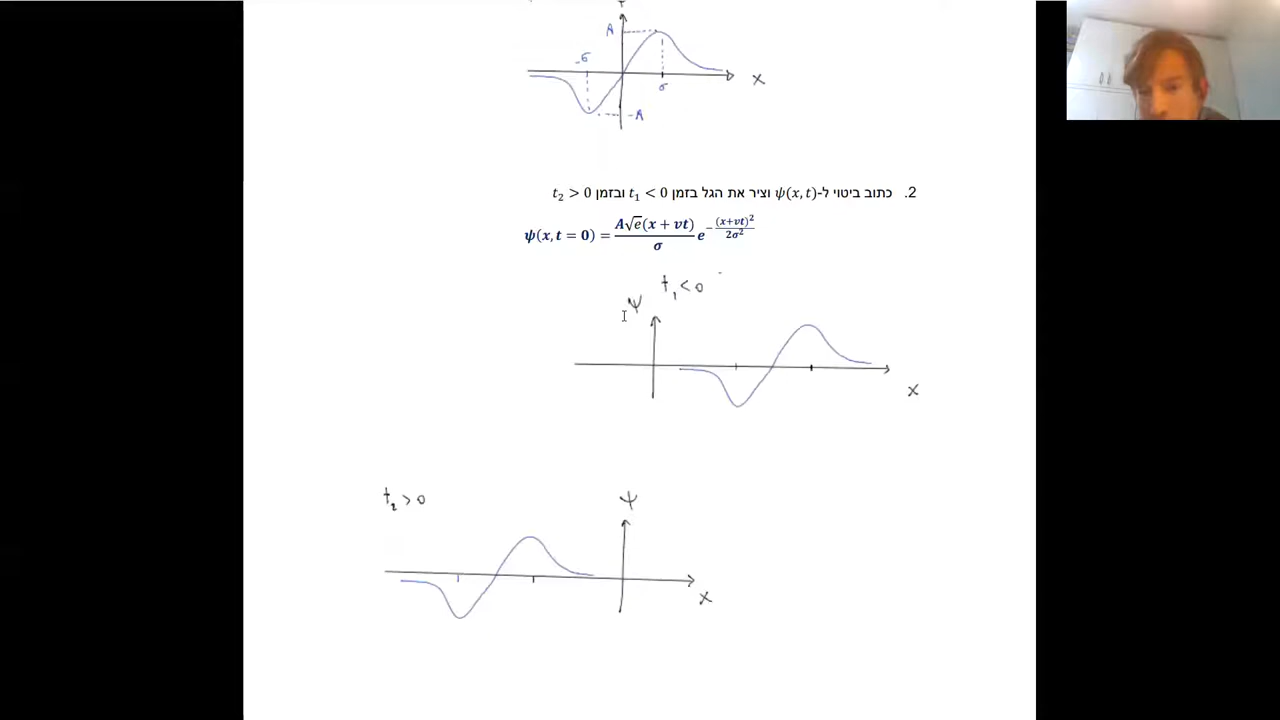 A
-σ
σ
X
-A
2. כתוב ביטוי ל-ψ(x, t) וציר את הגל בזמן t₁ < 0 ובזמן t₂ > 0
ψ(x, t = 0) = A√e(x + vt)/σ e^(-(x+vt)²/2σ²)
t₁ < 0
ψ
X
t₂ > 0
ψ
X